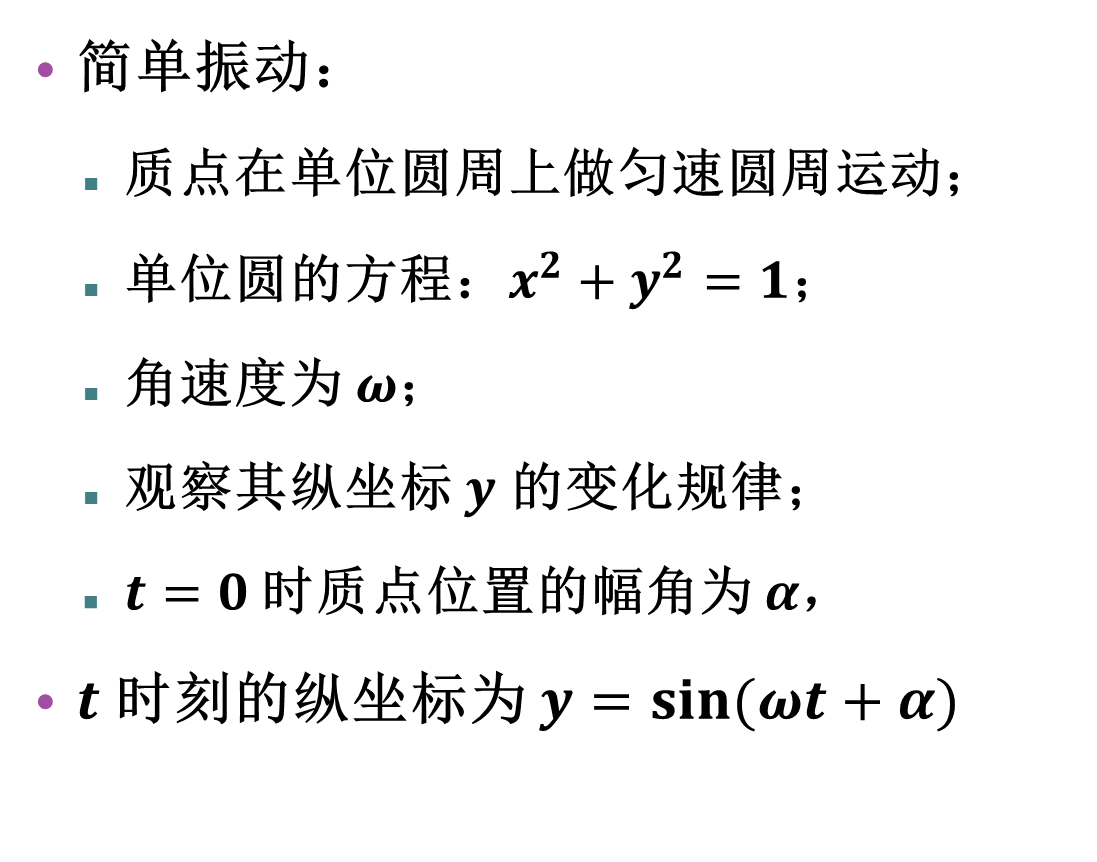 • 简单振动：
▪ 质点在单位圆周上做匀速圆周运动；
▪ 单位圆的方程：x² + y² = 1；
▪ 角速度为 ω；
▪ 观察其纵坐标 y 的变化规律；
▪ t = 0 时质点位置的幅角为 α，
• t 时刻的纵坐标为 y = sin(ωt + α)